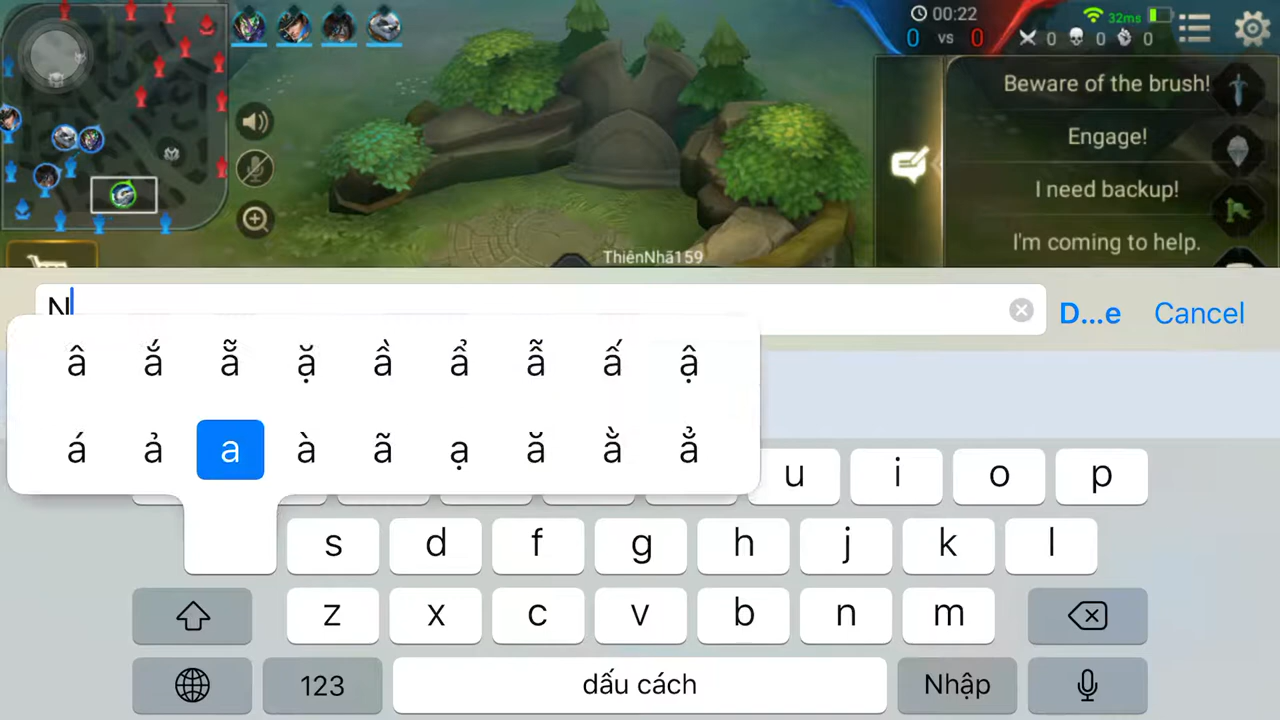 00:22
32ms
0 vs 0
0 0 0
Beware of the brush!
Engage!
I need backup!
I'm coming to help.
ThiênNhã159
N
D...e Cancel
â ắ ẵ ặ ầ ẩ ẫ ấ ậ
á ả a à ã ạ ă ằ ẳ
u i o p
s d f g h j k l
z x c v b n m
123 dấu cách Nhập